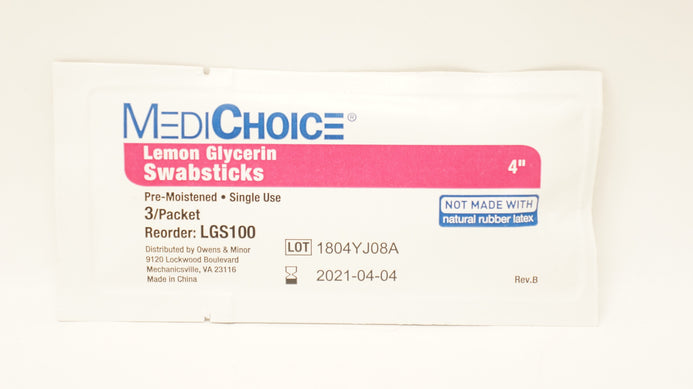 MEDICHOICE®
Lemon Glycerin
Swabsticks
4"
Pre-Moistened • Single Use
3/Packet
Reorder: LGS100
NOT MADE WITH
natural rubber latex
Distributed by Owens & Minor
9120 Lockwood Boulevard
Mechanicsville, VA 23116
Made in China
LOT 1804YJ08A
2021-04-04
Rev.B